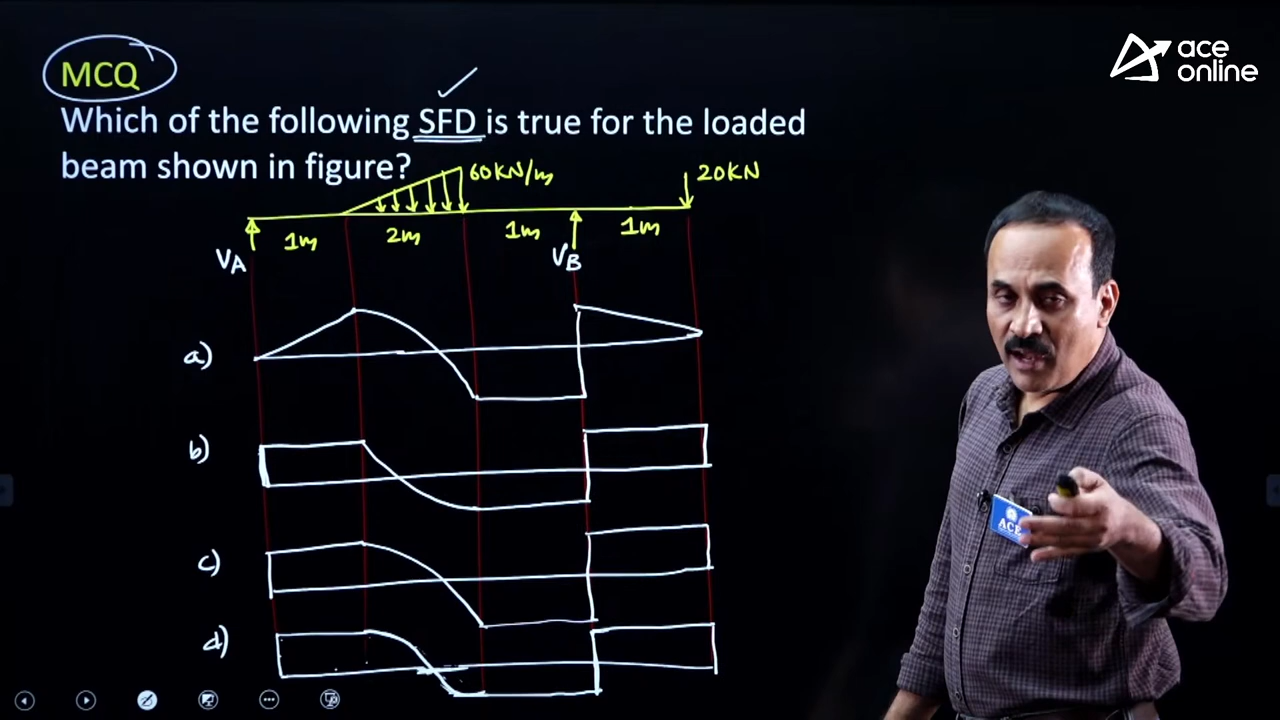 ace
online
MCQ
Which of the following SFD is true for the loaded
beam shown in figure?
60KN/m
20KN
1m
2m
1m
1m
VA
VB
a)
b)
c)
d)
ACE